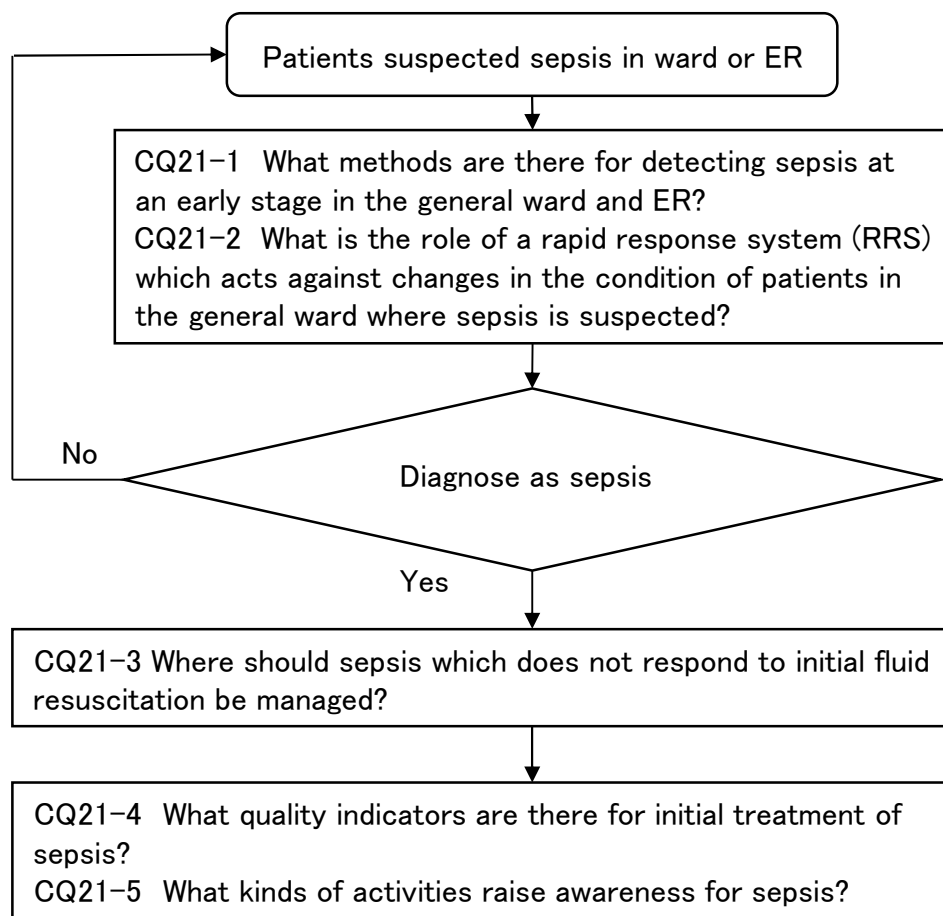 Patients suspected sepsis in ward or ER
CQ21-1 What methods are there for detecting sepsis at
an early stage in the general ward and ER?
CQ21-2 What is the role of a rapid response system (RRS)
which acts against changes in the condition of patients in
the general ward where sepsis is suspected?
No
Diagnose as sepsis
Yes
CQ21-3 Where should sepsis which does not respond to initial fluid
resuscitation be managed?
CQ21-4 What quality indicators are there for initial treatment of
sepsis?
CQ21-5 What kinds of activities raise awareness for sepsis?